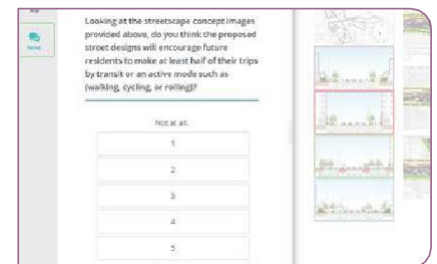 Looking at the streetscape concept images
provided above, do you think the proposed
street designs will encourage future
residents to make at least half of their trips
by transit or an active mode such as
(walking, cycling, or rolling)?
Not at all
1
2
3
4
5